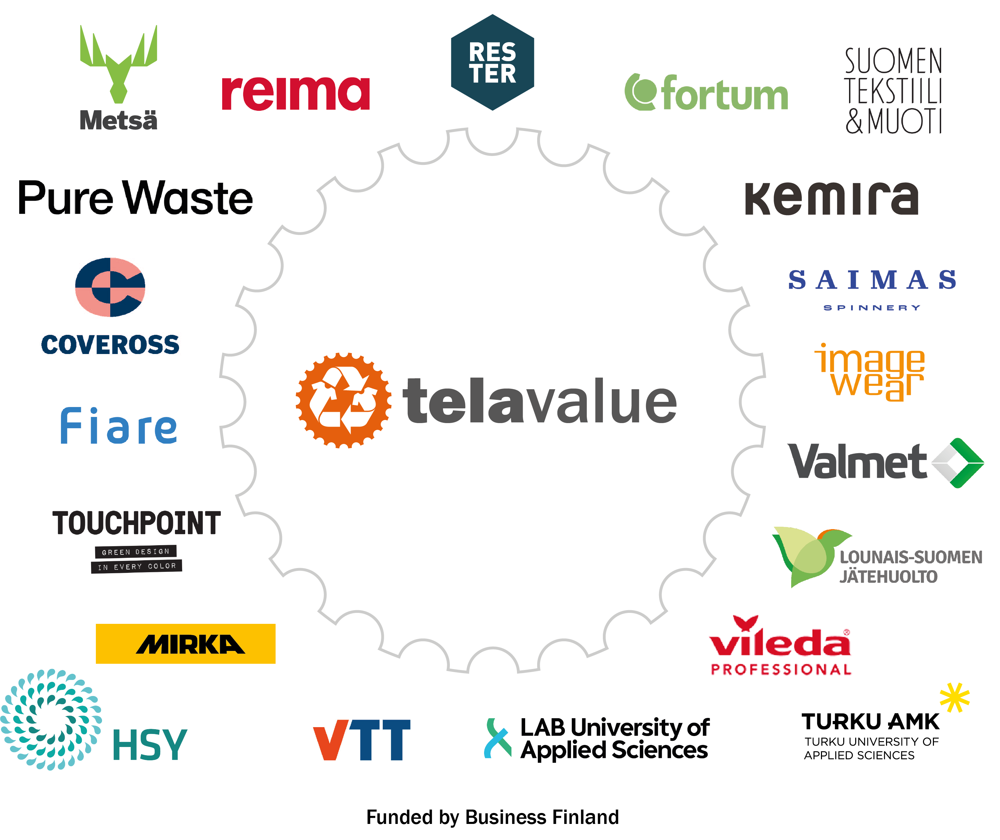 Metsä
reima
RES
TER
fortum
SUOMEN
TEKSTIILI
&MUOTI
Pure Waste
Kemira
COVEROSS
SAIMAS
SPINNERY
image
wear
telavalue
Fiare
Valmet
TOUCHPOINT
GREEN DESIGN
IN EVERY COLOR
LOUNAIS-SUOMEN
JÄTEHUOLTO
MIRKA
vileda®
PROFESSIONAL
HSY
VTT
LAB University of
Applied Sciences
TURKU AMK
TURKU UNIVERSITY OF
APPLIED SCIENCES
Funded by Business Finland